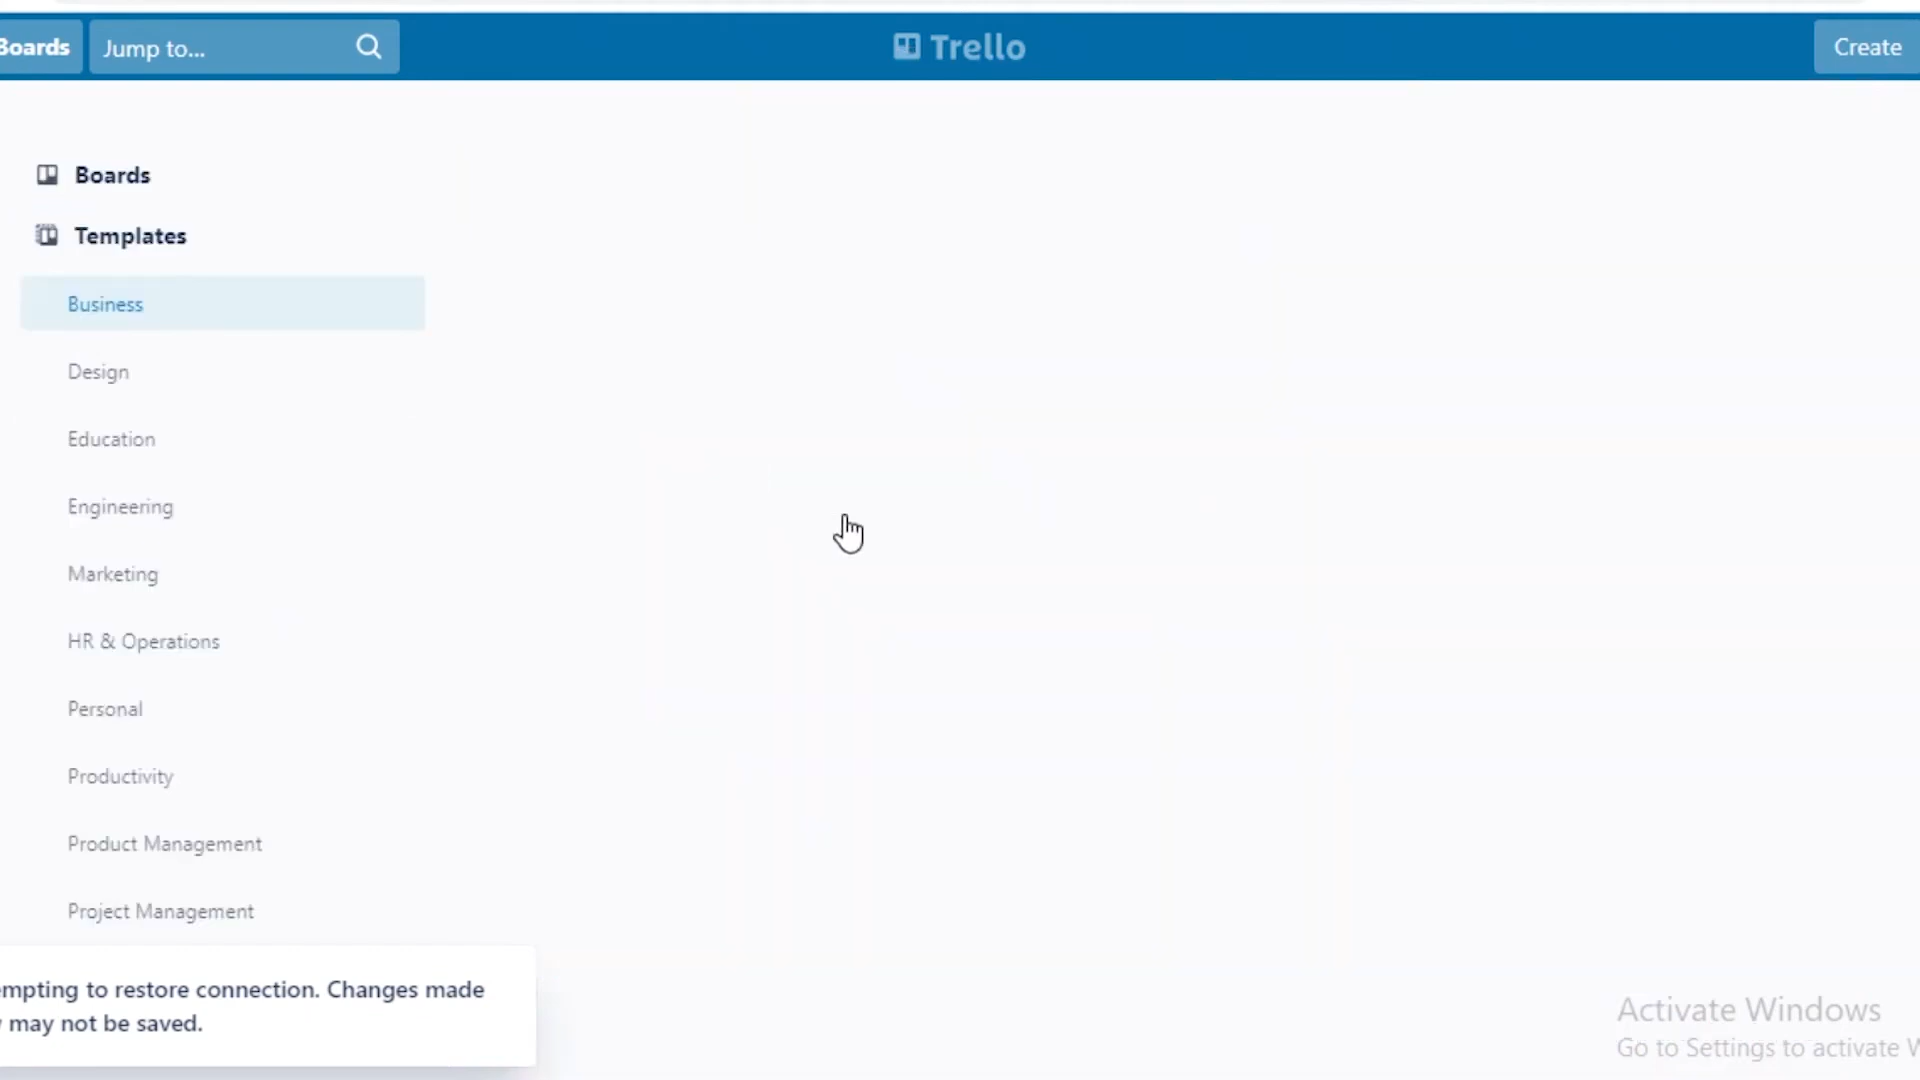 Boards
Jump to...
Trello
Create
Boards
Templates
Business
Design
Education
Engineering
Marketing
HR & Operations
Personal
Productivity
Product Management
Project Management
to restore connection. Changes made
may not be saved.
Activate Windows
Go to Settings to activate